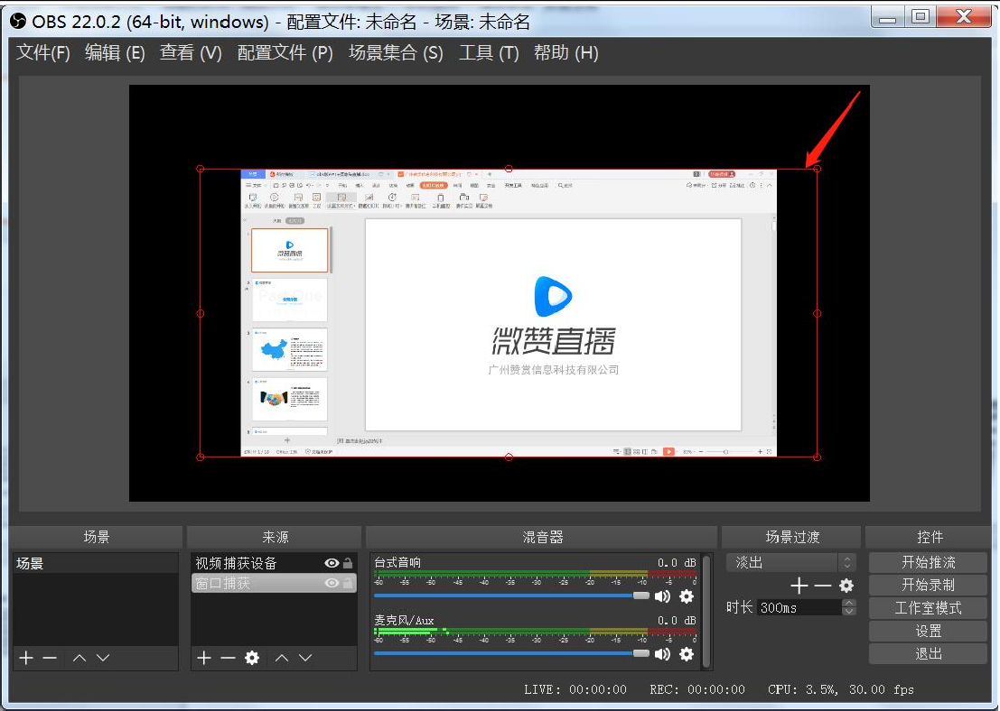 OBS 22.0.2 (64-bit, windows) - 配置文件: 未命名 - 场景: 未命名
文件(F) 编辑 (E) 查看 (V) 配置文件 (P) 场景集合 (S) 工具 (T) 帮助 (H)
微赞直播
微赞直播
广州赞赏信息科技有限公司
场景 来源 混音器 场景过渡 控件
场景
视频捕获设备
窗口捕获
台式音响 0.0 dB
-60 -55 -50 -45 -40 -35 -30 -25 -20 -15 -10 -5 0
麦克风/Aux 0.0 dB
-60 -55 -50 -45 -40 -35 -30 -25 -20 -15 -10 -5 0
淡出
时长 300ms
开始推流
开始录制
工作室模式
设置
退出
LIVE: 00:00:00 REC: 00:00:00 CPU: 3.5%, 30.00 fps